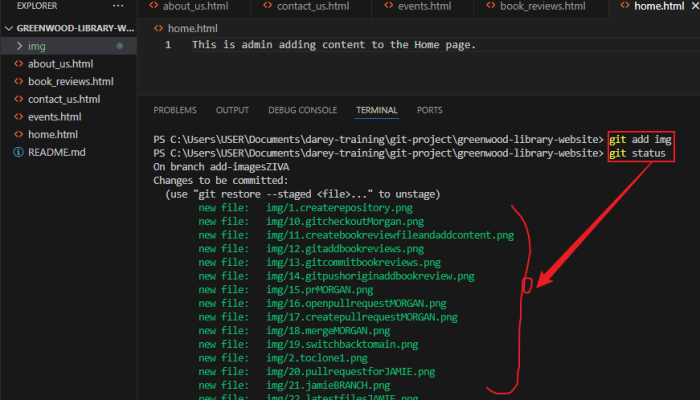 EXPLORER
about_us.html
contact_us.html
events.html
book_reviews.html
home.html
GREENWOOD-LIBRARY-W...
img
about_us.html
book_reviews.html
contact_us.html
events.html
home.html
README.md
home.html
1 This is admin adding content to the Home page.
PROBLEMS OUTPUT DEBUG CONSOLE TERMINAL PORTS
PS C:\Users\USER\Documents\darey-training\git-project\greenwood-library-website> git add img
PS C:\Users\USER\Documents\darey-training\git-project\greenwood-library-website> git status
On branch add-imagesZIVA
Changes to be committed:
(use "git restore --staged <file>..." to unstage)
new file: img/1.createrepository.png
new file: img/10.gitcheckoutMorgan.png
new file: img/11.createbookreviewfileandaddcontent.png
new file: img/12.gitaddbookreviews.png
new file: img/13.gitcommitbookreviews.png
new file: img/14.gitpushoriginaddbookreview.png
new file: img/15.prMORGAN.png
new file: img/16.openpullrequestMORGAN.png
new file: img/17.createpullrequestMORGAN.png
new file: img/18.mergeMORGAN.png
new file: img/19.switchbacktomain.png
new file: img/2.toclone1.png
new file: img/20.pullrequestforJAMIE.png
new file: img/21.jamieBRANCH.png
new file: img/22.latestfilesJAMIE.png